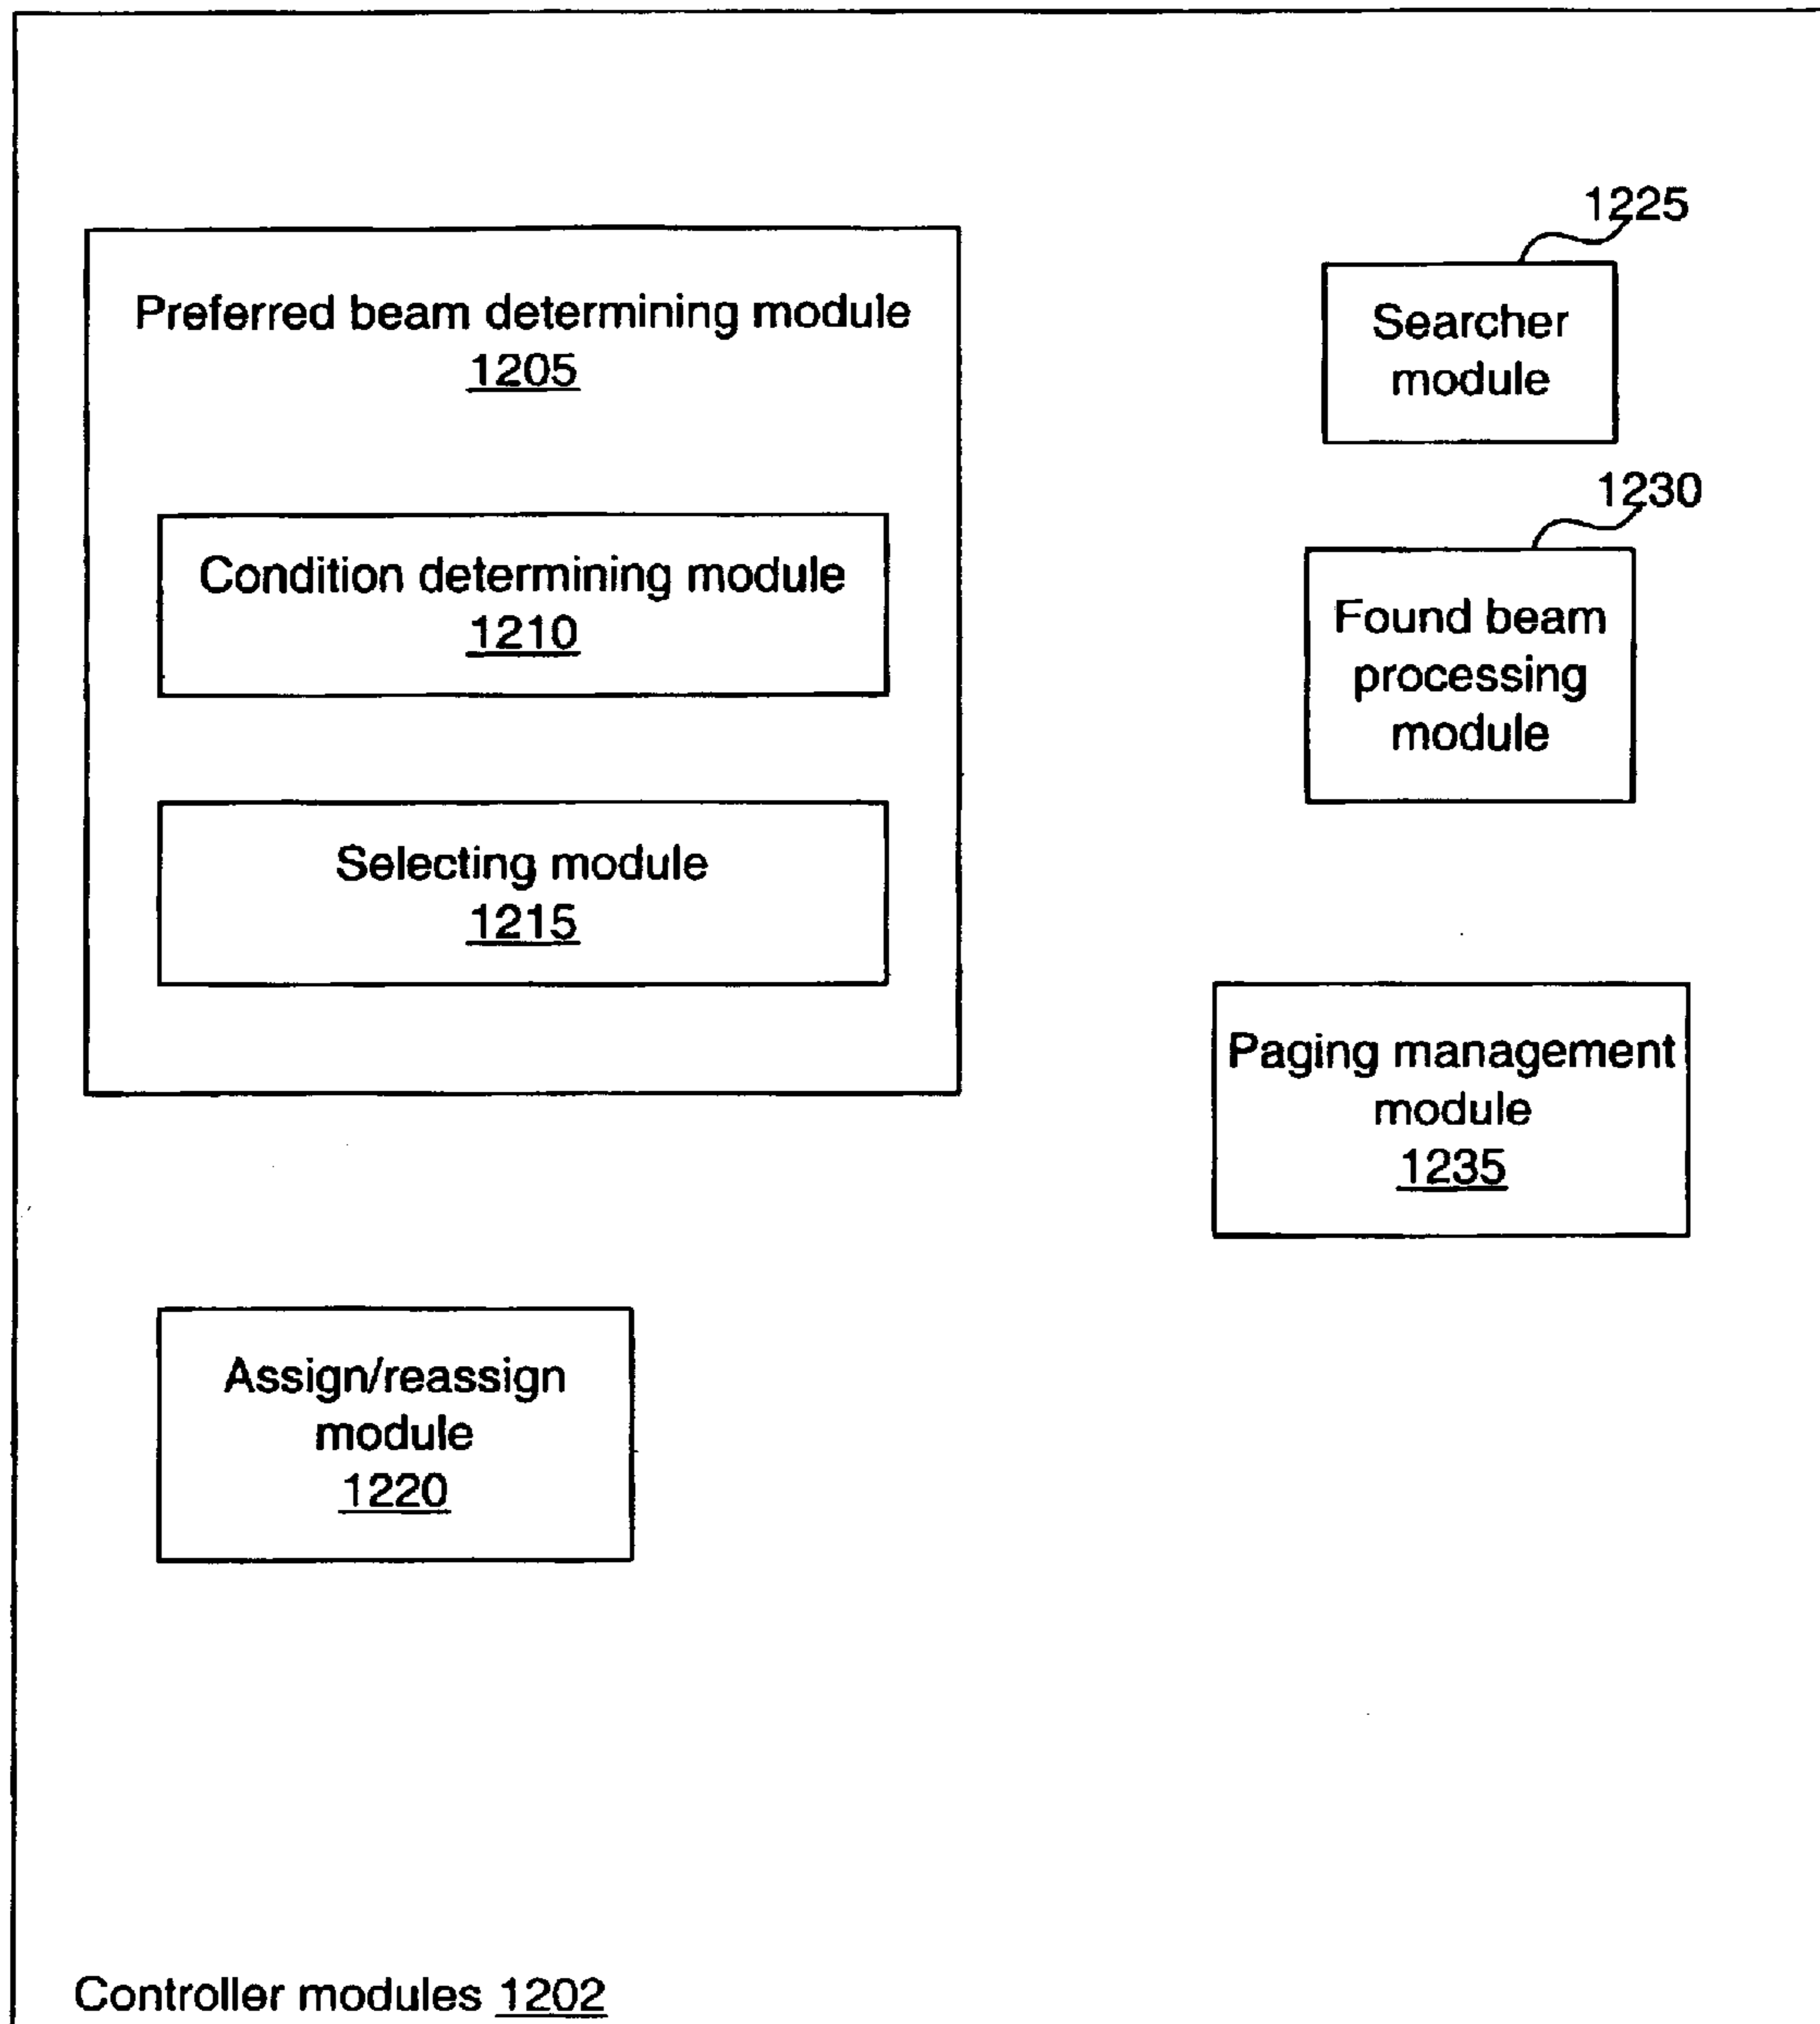 Preferred beam determining module
1205
Condition determining module
1210
Selecting module
1215
1225
Searcher
module
1230
Found beam
processing
module
Paging management
module
1235
Assign/reassign
module
1220
Controller modules 1202